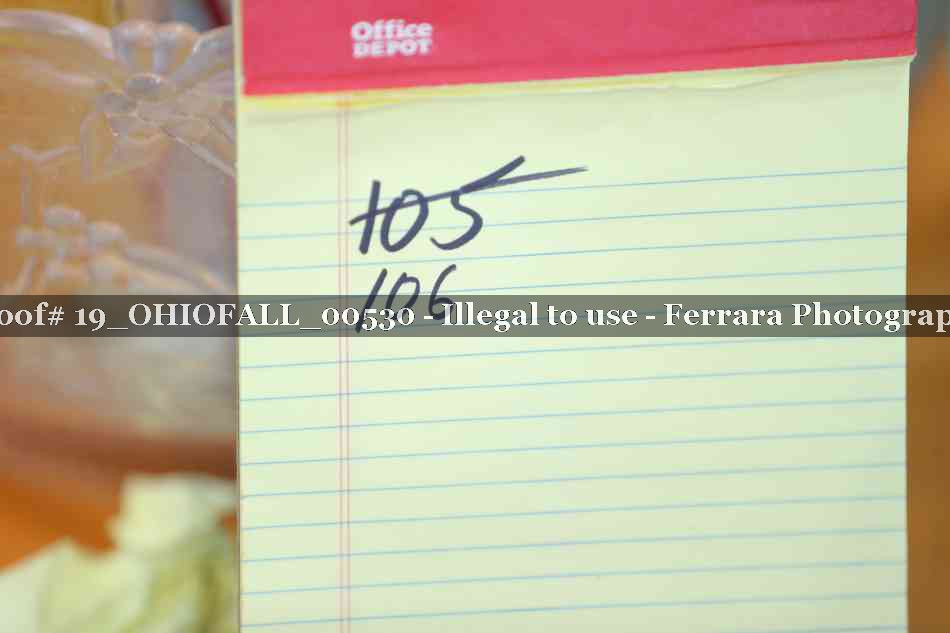 Office
DEPOT
105
106
oof# 19_OHIOFALL_00530 - Illegal to use - Ferrara Photograp